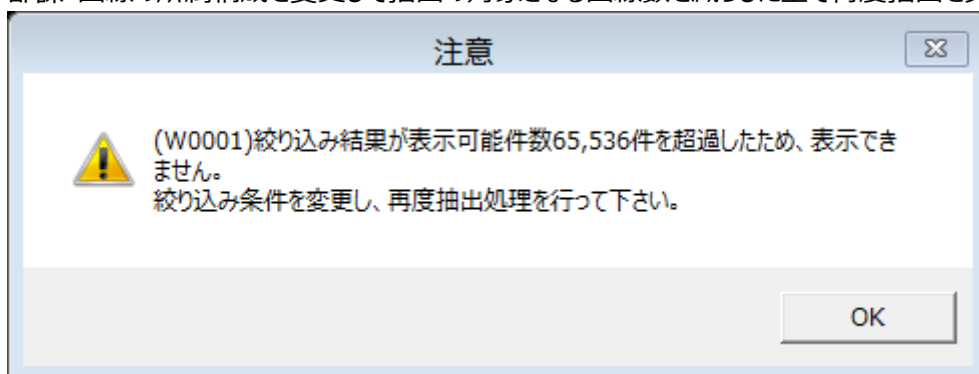 注意
(W0001)絞り込み結果が表示可能件数65,536件を超過したため、表示でき
ません。
絞り込み条件を変更し、再度抽出処理を行って下さい。
OK